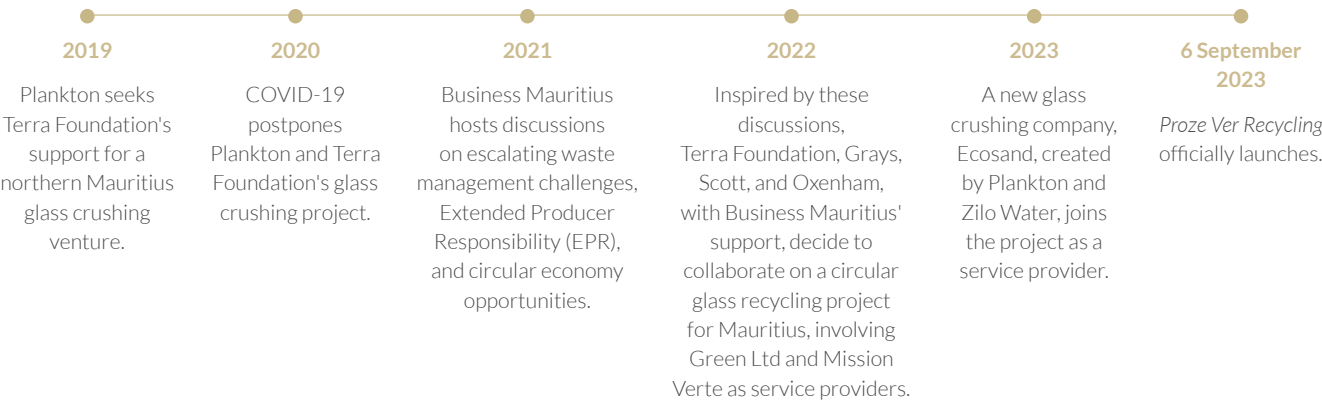 2019
Plankton seeks
Terra Foundation's
support for a
northern Mauritius
glass crushing
venture.
2020
COVID-19
postpones
Plankton and Terra
Foundation's glass
crushing project.
2021
Business Mauritius
hosts discussions
on escalating waste
management challenges,
Extended Producer
Responsibility (EPR),
and circular economy
opportunities.
2022
Inspired by these
discussions,
Terra Foundation, Grays,
Scott, and Oxenham,
with Business Mauritius'
support, decide to
collaborate on a circular
glass recycling project
for Mauritius, involving
Green Ltd and Mission
Verte as service providers.
2023
A new glass
crushing company,
Ecosand, created
by Plankton and
Zilo Water, joins
the project as a
service provider.
6 September
2023
Proze Ver Recycling
officially launches.